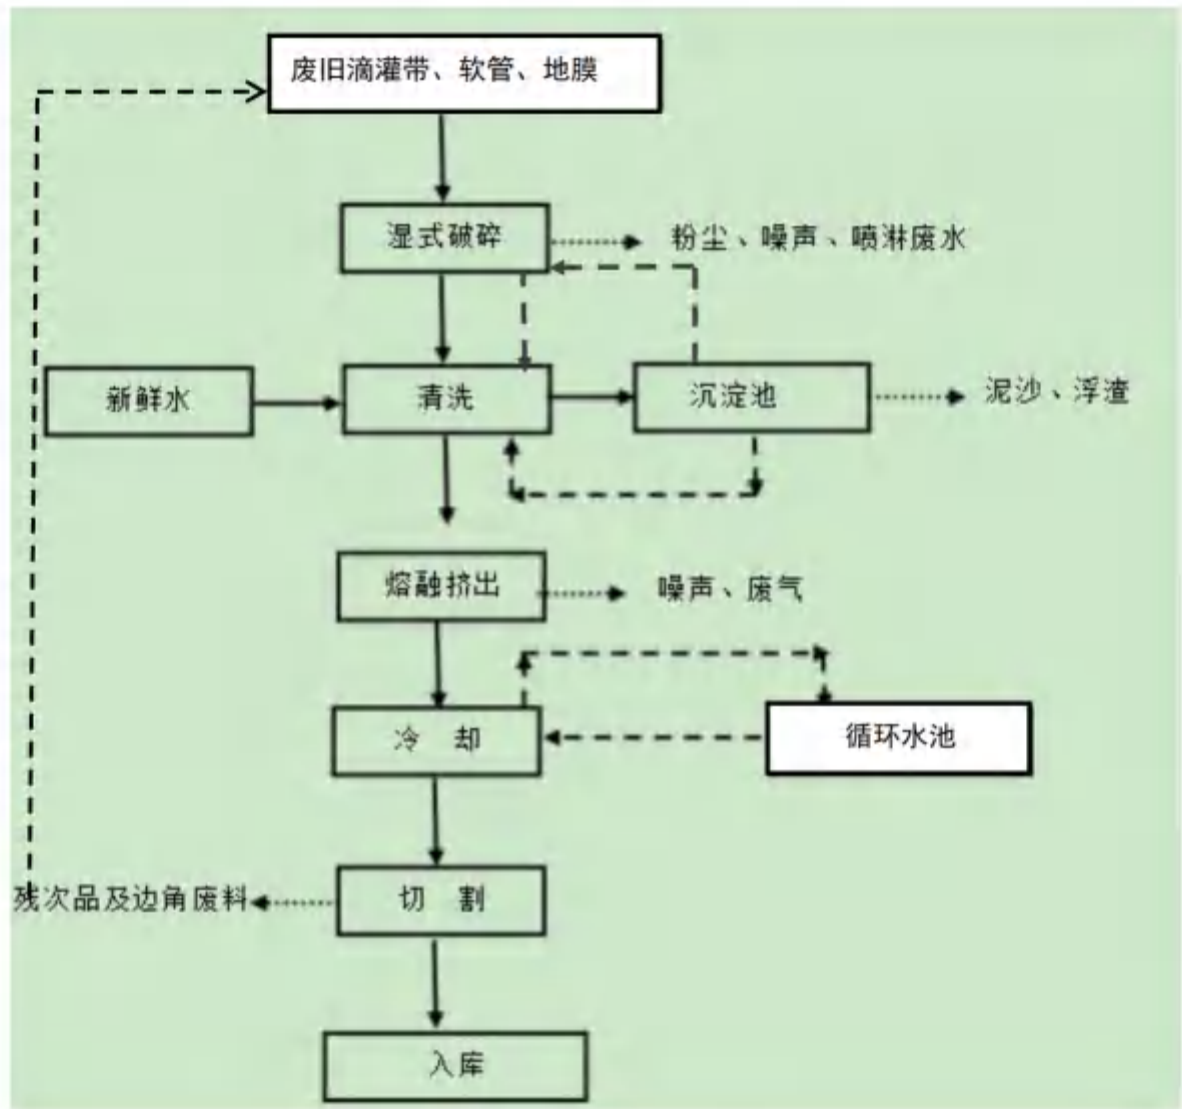 废旧滴灌带、软管、地膜
湿式破碎
粉尘、噪声、喷淋废水
新鲜水
清洗
沉淀池
泥沙、浮渣
熔融挤出
噪声、废气
冷 却
循环水池
残次品及边角废料
切 割
入库